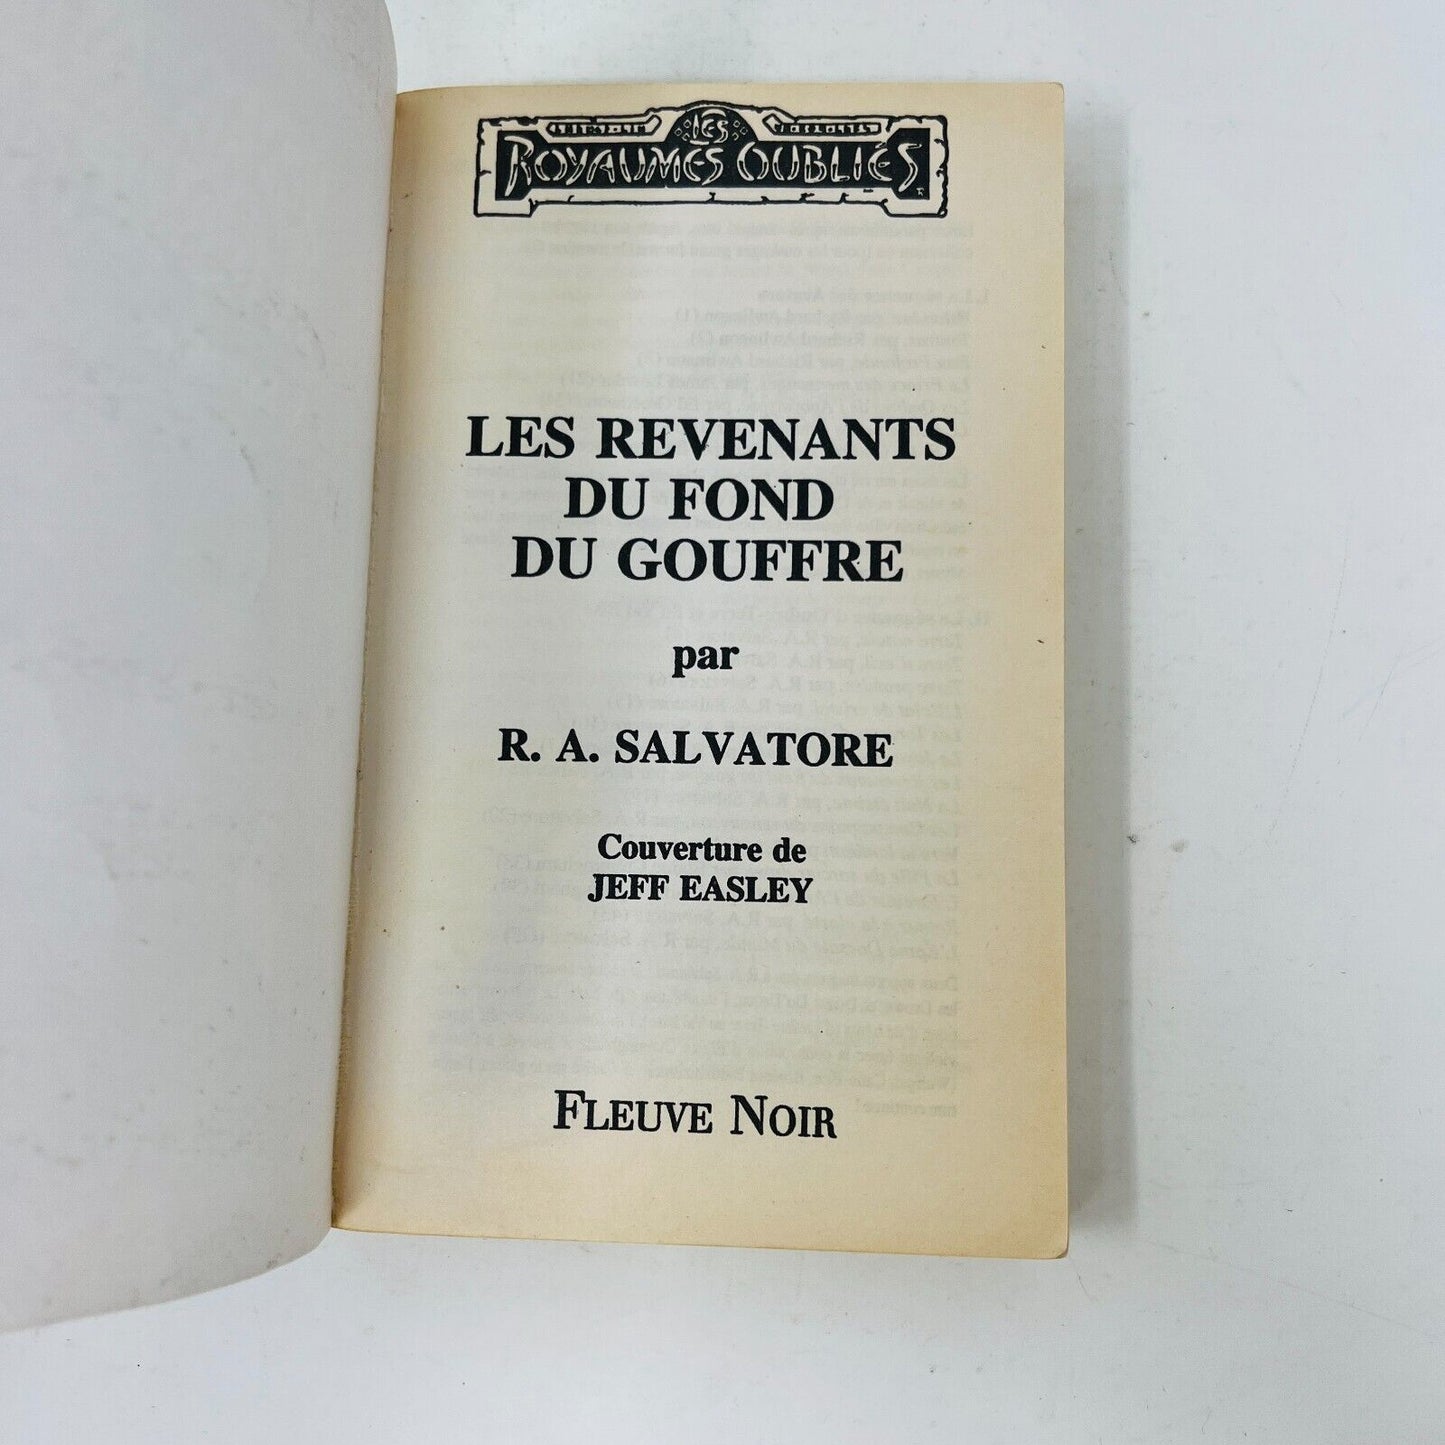 LES
ROYAUMES OUBLIÉS
LES REVENANTS
DU FOND
DU GOUFFRE
par
R. A. SALVATORE
Couverture de
JEFF EASLEY
FLEUVE NOIR